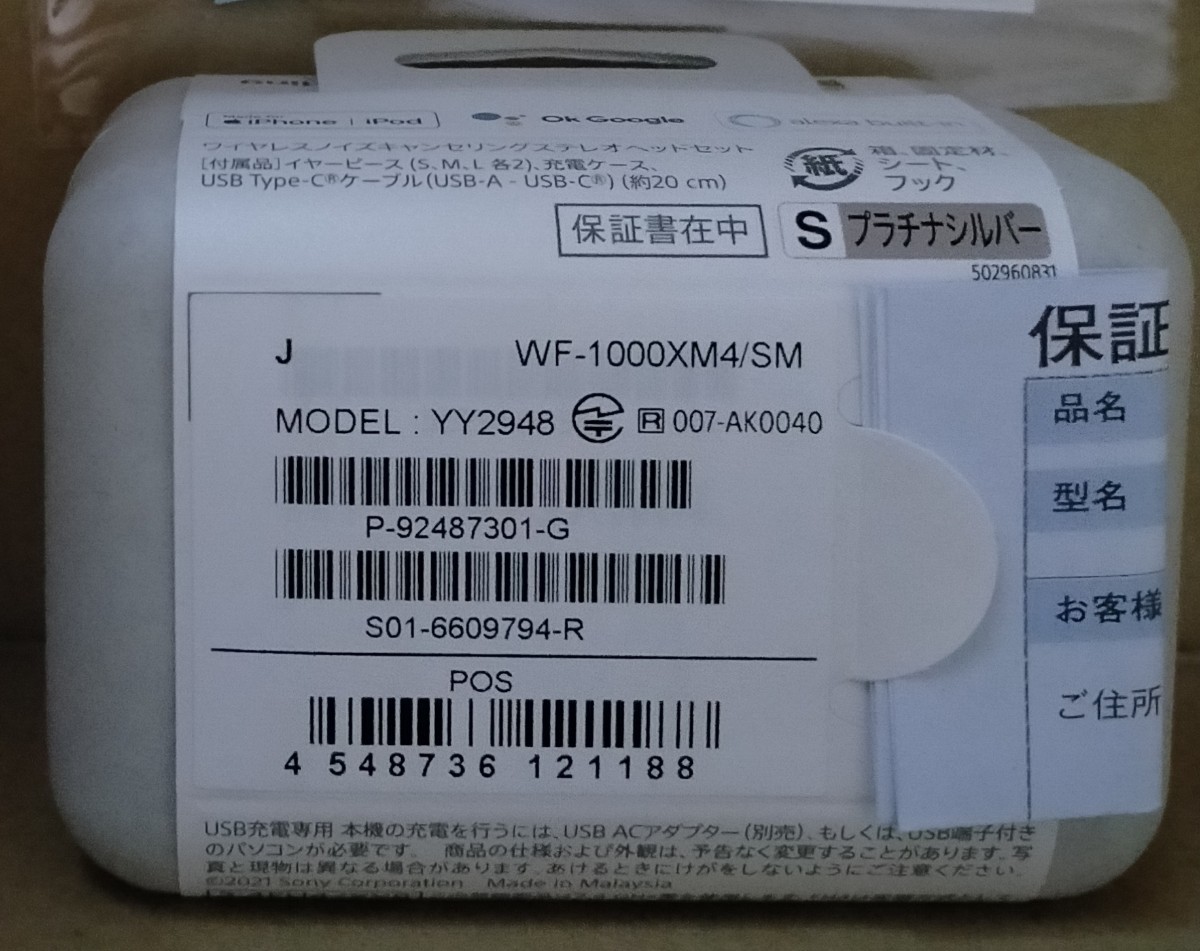 Made for
iPhone | iPod
Ok Google
alexa built-in
ワイヤレスノイズキャンセリングステレオヘッドセット
[付属品]イヤーピース(S、M、L 各2)、充電ケース、
USB Type-C®ケーブル(USB-A - USB-C®) (約20 cm)
紙
箱、固定材、
シート、
フック
保証書在中
S プラチナシルバー
502960831
J WF-1000XM4/SM
MODEL : YY2948 R 007-AK0040
P-92487301-G
S01-6609794-R
POS
4 548736 121188
保証
品名
型名
お客様
ご住所
USB充電専用 本機の充電を行うには、USB ACアダプター(別売)、もしくは、USB端子付き
のパソコンが必要です。 商品の仕様および外観は、予告なく変更することがあります。写
真と現物は異なる場合があります。あけるときにけがをしないようにご注意ください。
©2021 Sony Corporation Made in Malaysia